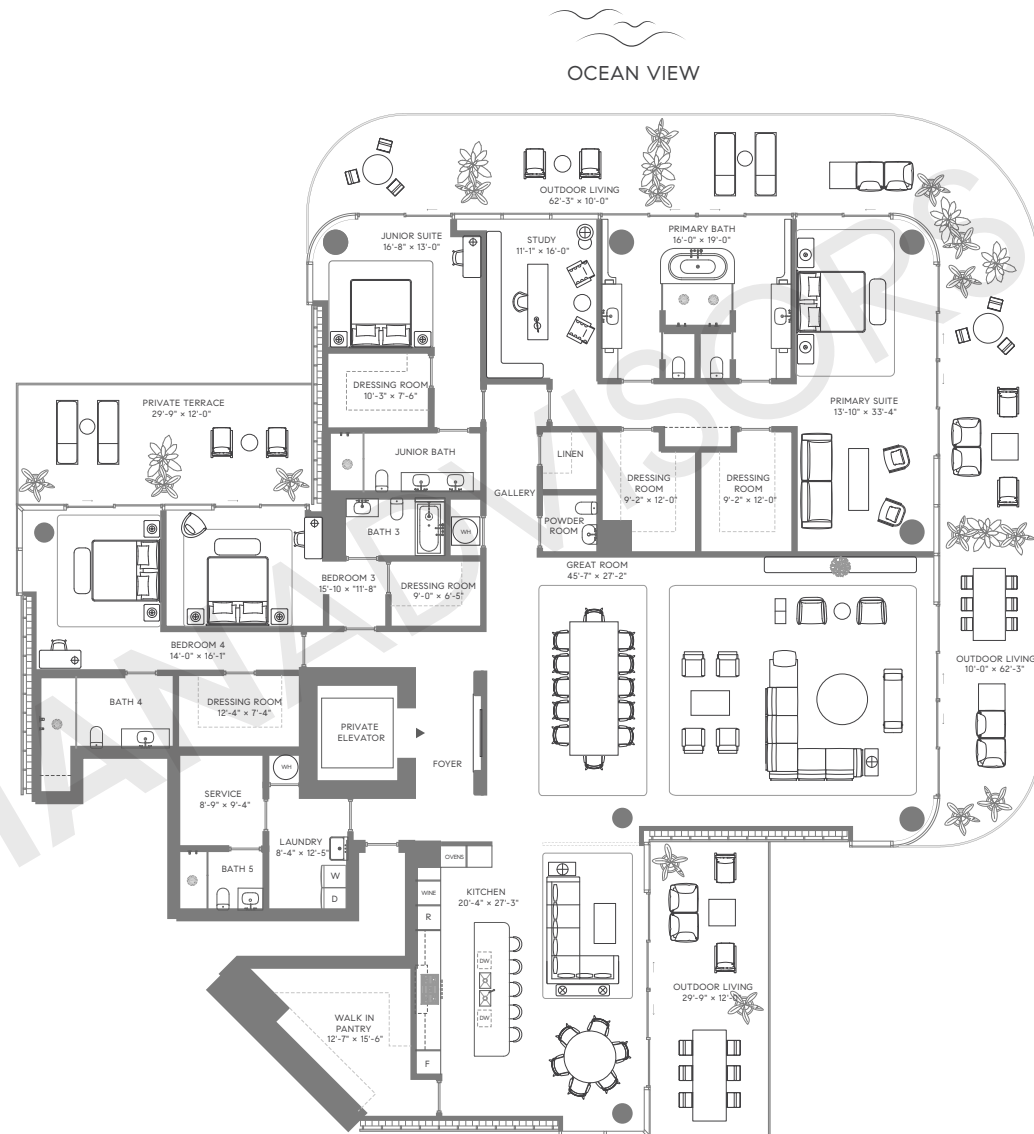 OCEAN VIEW
OUTDOOR LIVING
62'-3" × 10'-0"
JUNIOR SUITE
16'-8" × 13'-0"
STUDY
11'-1" × 16'-0"
PRIMARY BATH
16'-0" × 19'-0"
DRESSING ROOM
10'-3" × 7'-6"
PRIVATE TERRACE
29'-9" × 12'-0"
PRIMARY SUITE
13'-10" × 33'-4"
JUNIOR BATH
LINEN
DRESSING
ROOM
9'-2" × 12'-0"
DRESSING
ROOM
9'-2" × 12'-0"
GALLERY
BATH 3
WH
POWDER
ROOM
GREAT ROOM
45'-7" × 27'-2"
BEDROOM 3
15'-10 × "11'-8"
DRESSING ROOM
9'-0" × 6'-5"
BEDROOM 4
14'-0" × 16'-1"
OUTDOOR LIVING
10'-0" × 62'-3"
BATH 4
DRESSING ROOM
12'-4" × 7'-4"
PRIVATE
ELEVATOR
FOYER
WH
SERVICE
8'-9" × 9'-4"
LAUNDRY
8'-4" × 12'-5"
BATH 5
W
D
OVENS
WINE
R
KITCHEN
20'-4" × 27'-3"
DW
DW
F
OUTDOOR LIVING
29'-9" × 12'-0"
WALK IN
PANTRY
12'-7" × 15'-6"
IANADVISORS